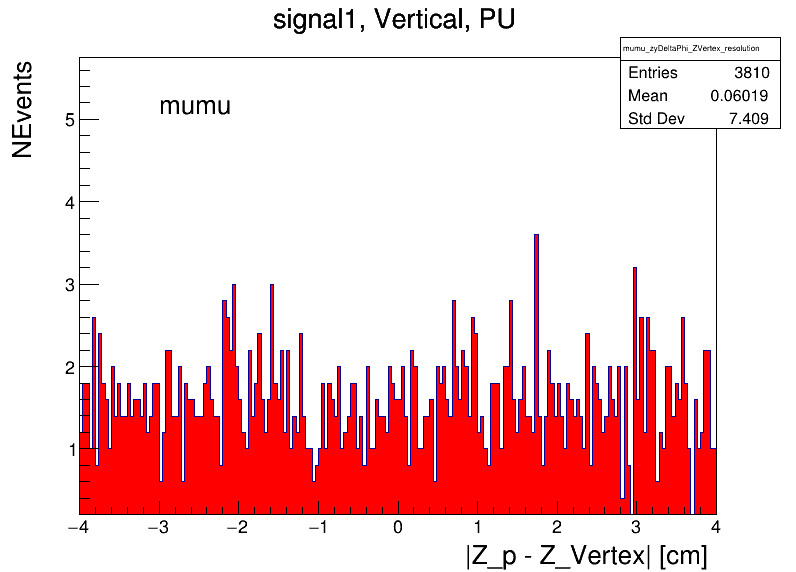 signal1, Vertical, PU
mumu_zyDeltaPhi_ZVertex_resolution
Entries 3810
Mean 0.06019
Std Dev 7.409
NEvents
mumu
5
4
3
2
1
−4 −3 −2 −1 0 1 2 3 4
|Z_p - Z_Vertex| [cm]